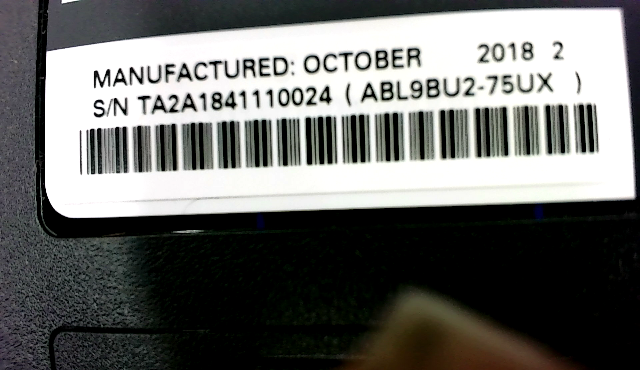 MANUFACTURED: OCTOBER 2018 2
S/N TA2A1841110024 ( ABL9BU2-75UX )